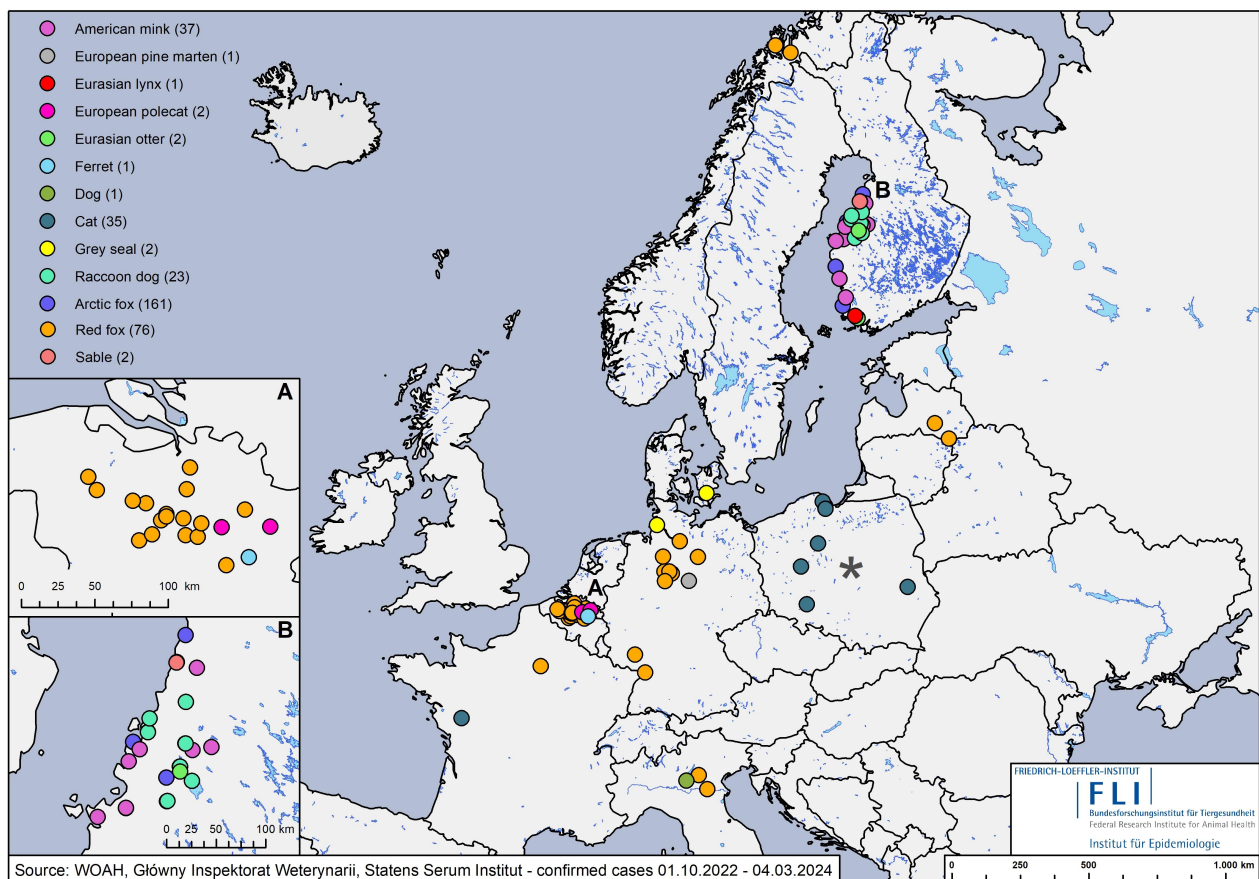 American mink (37)
European pine marten (1)
Eurasian lynx (1)
European polecat (2)
Eurasian otter (2)
Ferret (1)
Dog (1)
Cat (35)
Grey seal (2)
Raccoon dog (23)
Arctic fox (161)
Red fox (76)
Sable (2)
B
*
A
A
0 25 50 100 km
B
0 25 50 100 km
FRIEDRICH-LOEFFLER-INSTITUT
FLI
Bundesforschungsinstitut für Tiergesundheit
Federal Research Institute for Animal Health
Institut für Epidemiologie
Source: WOAH, Główny Inspektorat Weterynarii, Statens Serum Institut - confirmed cases 01.10.2022 - 04.03.2024
0 250 500 1.000 km